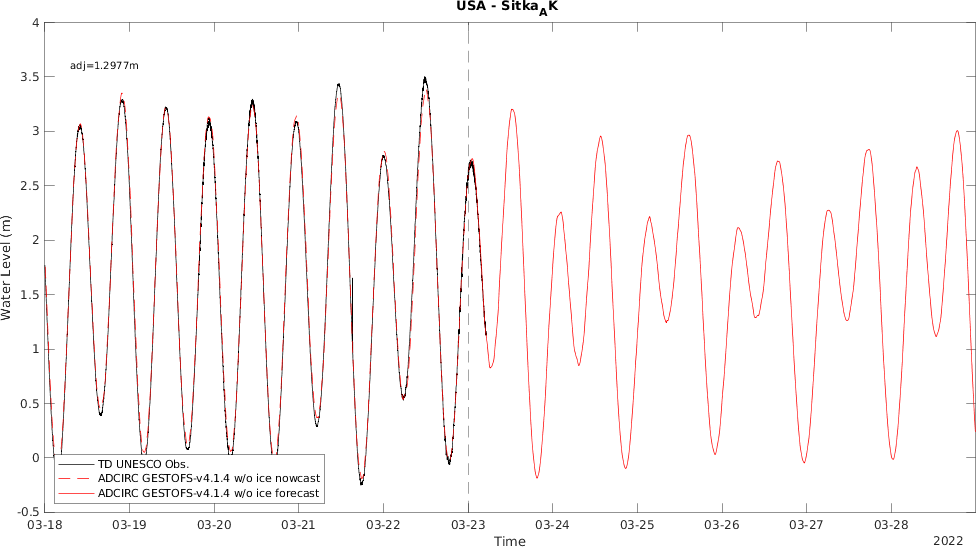 USA - Sitka_AK
adj=1.2977m
4
3.5
3
2.5
2
1.5
1
0.5
0
-0.5
Water Level (m)
TD UNESCO Obs.
ADCIRC GESTOFS-v4.1.4 w/o ice nowcast
ADCIRC GESTOFS-v4.1.4 w/o ice forecast
03-18 03-19 03-20 03-21 03-22 03-23 03-24 03-25 03-26 03-27 03-28
Time
2022